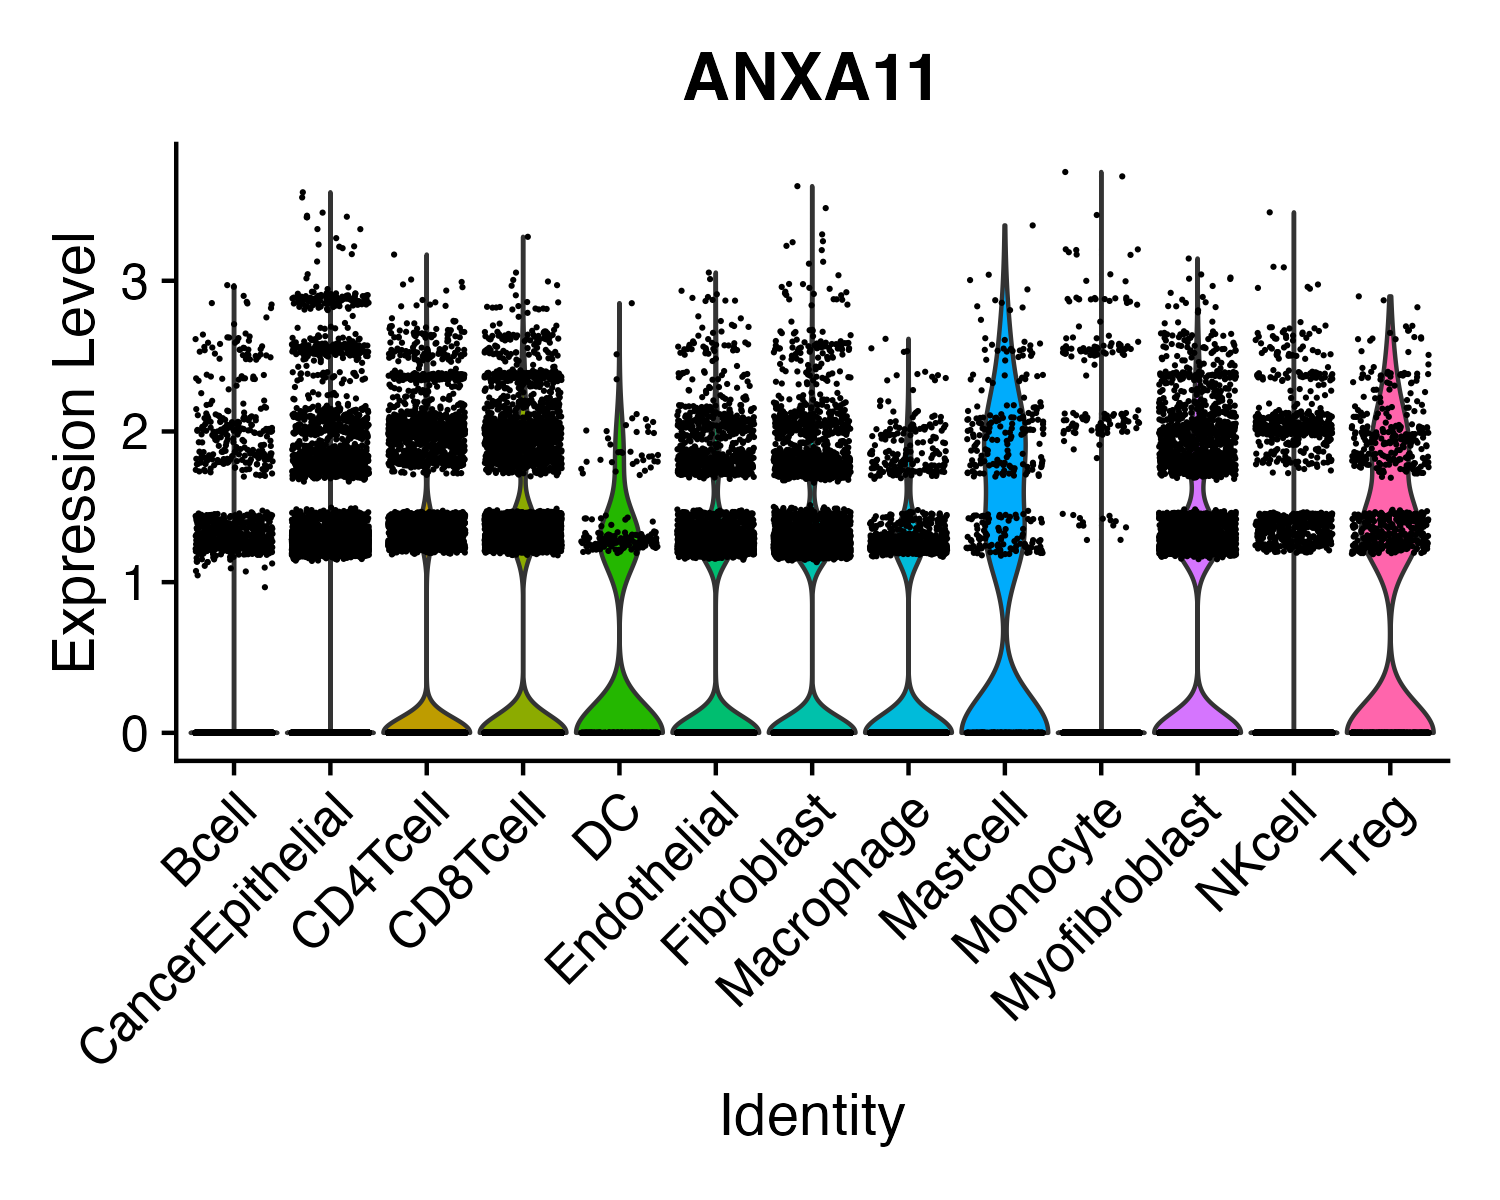 ANXA11
Expression Level
3
2
1
0
Bcell
CancerEpithelial
CD4Tcell
CD8Tcell
DC
Endothelial
Fibroblast
Macrophage
Mastcell
Monocyte
Myofibroblast
NKcell
Treg
Identity